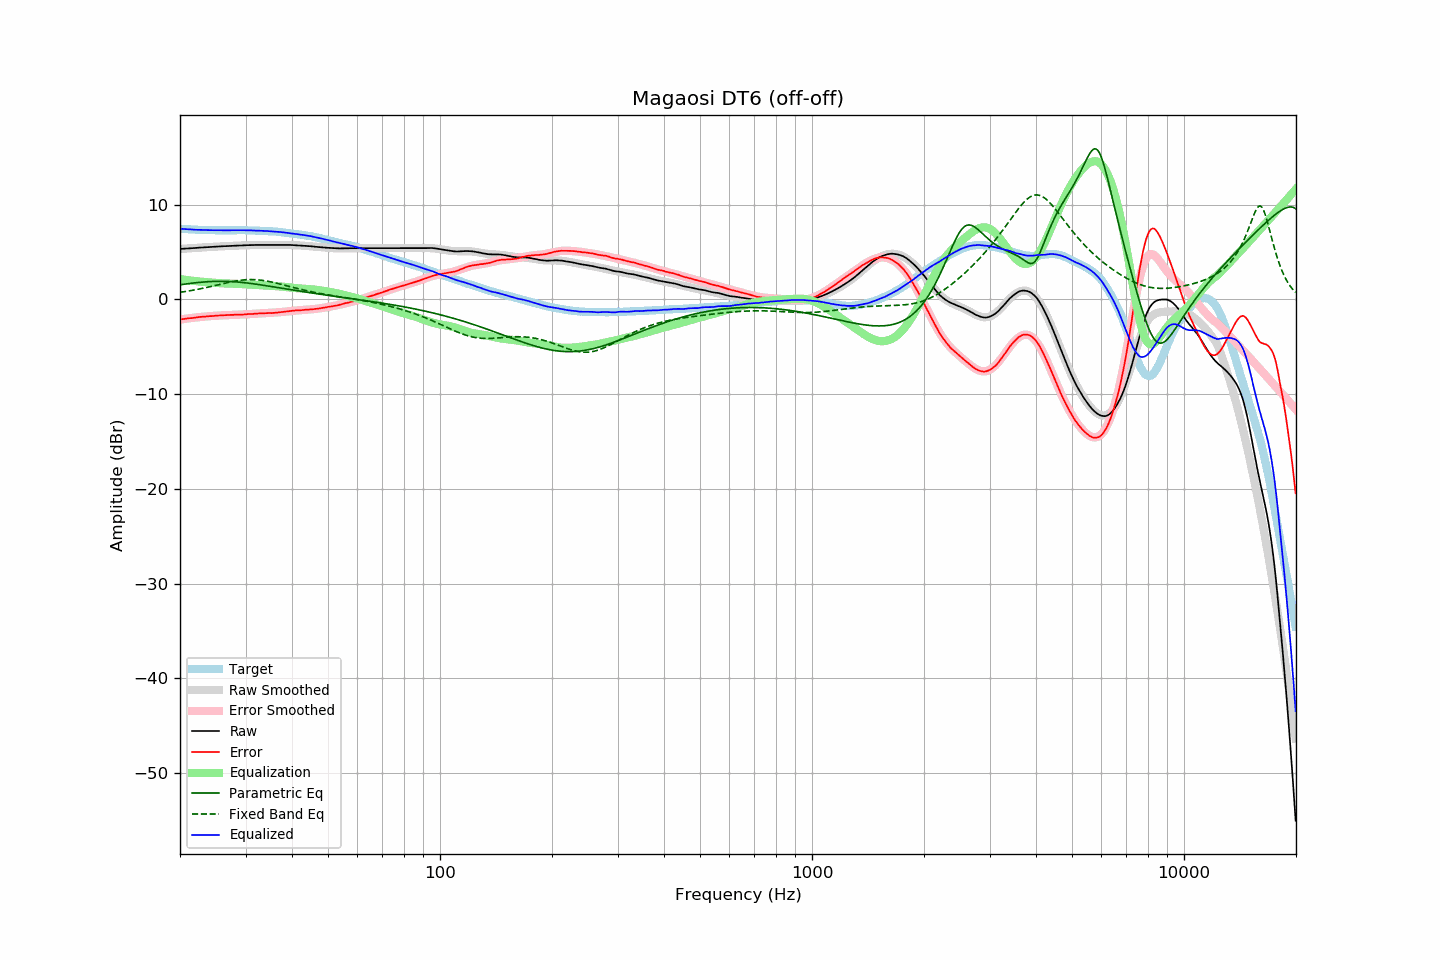 Magaosi DT6 (off-off)
Amplitude (dBr)
10
0
−10
−20
−30
−40
−50
Target
Raw Smoothed
Error Smoothed
Raw
Error
Equalization
Parametric Eq
Fixed Band Eq
Equalized
100
1000
10000
Frequency (Hz)